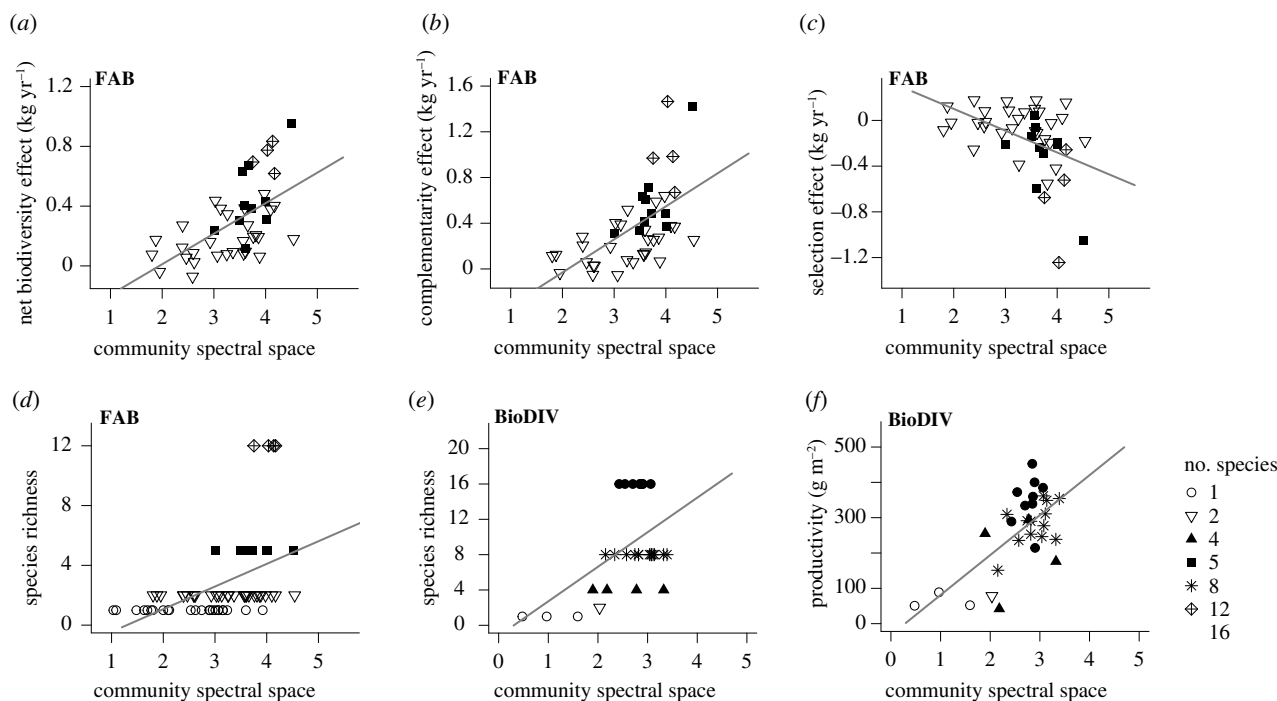 (a)
FAB
net biodiversity effect (kg yr⁻¹)
1.2
0.8
0.4
0
1 2 3 4 5
community spectral space
(b)
FAB
complementarity effect (kg yr⁻¹)
1.6
1.2
0.8
0.4
0
1 2 3 4 5
community spectral space
(c)
FAB
selection effect (kg yr⁻¹)
0
−0.4
−0.8
−1.2
1 2 3 4 5
community spectral space
(d)
FAB
species richness
12
8
4
0
1 2 3 4 5
community spectral space
(e)
BioDIV
species richness
20
16
12
8
4
0
0 1 2 3 4 5
community spectral space
(f)
BioDIV
productivity (g m⁻²)
500
300
100
0
0 1 2 3 4 5
community spectral space
no. species
1
2
4
5
8
12
16